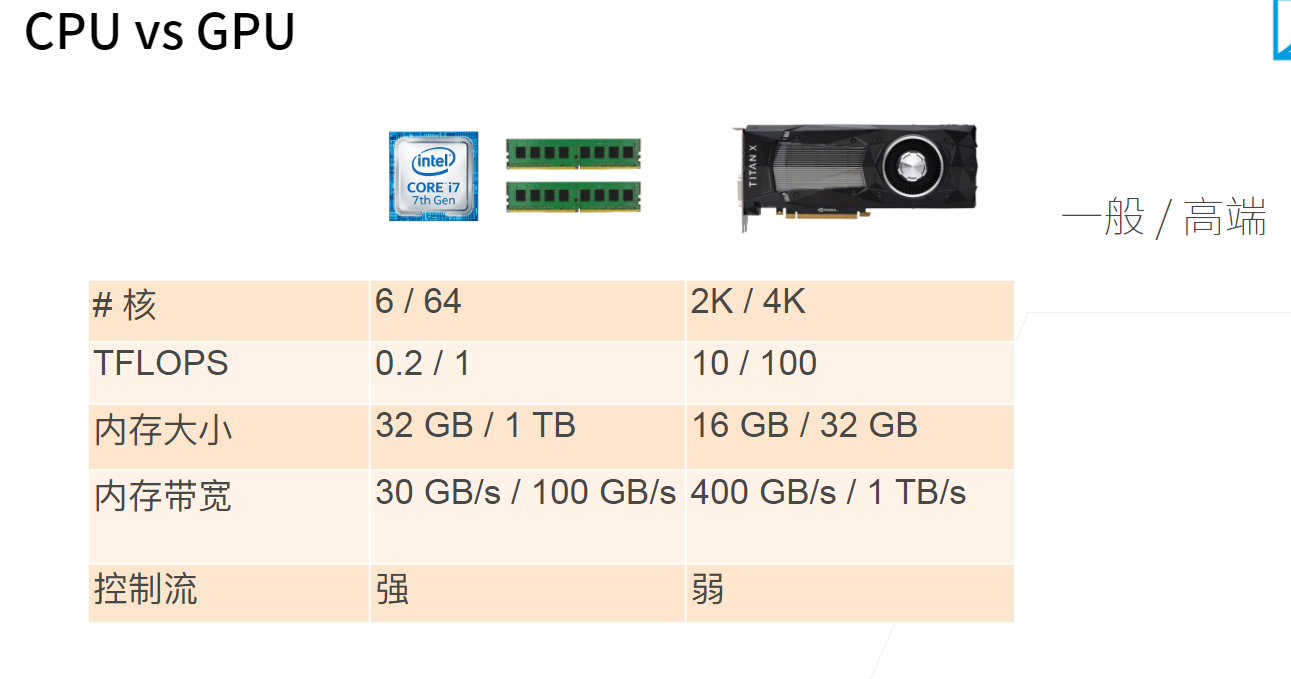 CPU vs GPU
intel
CORE i7
7th Gen
TITAN X
一般 / 高端
# 核 6 / 64 2K / 4K
TFLOPS 0.2 / 1 10 / 100
内存大小 32 GB / 1 TB 16 GB / 32 GB
内存带宽 30 GB/s / 100 GB/s 400 GB/s / 1 TB/s
控制流 强 弱